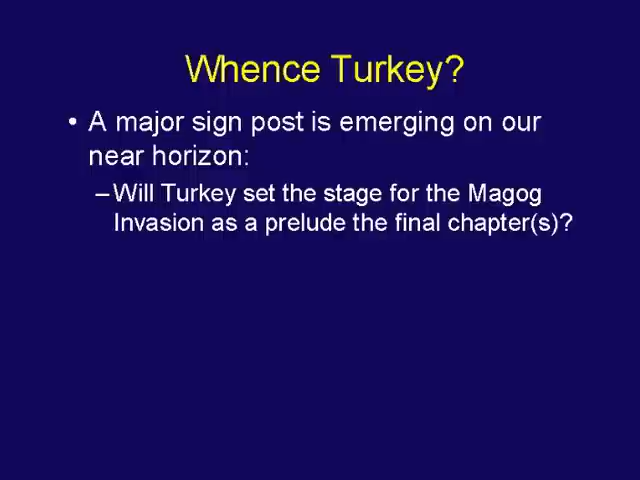 Whence Turkey?
• A major sign post is emerging on our
near horizon:
–Will Turkey set the stage for the Magog
Invasion as a prelude the final chapter(s)?